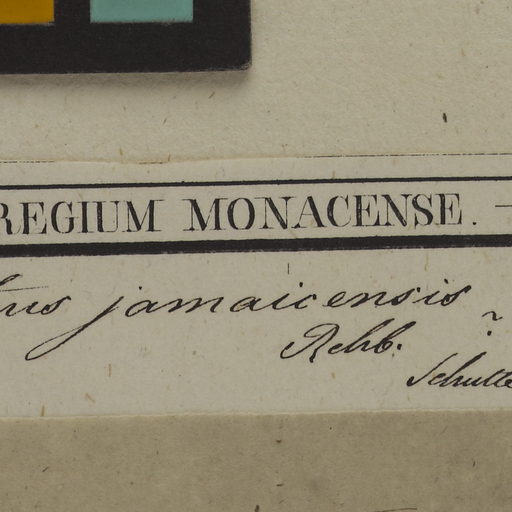 REGIUM MONACENSE. —
jamaicensis ?
Rchb.